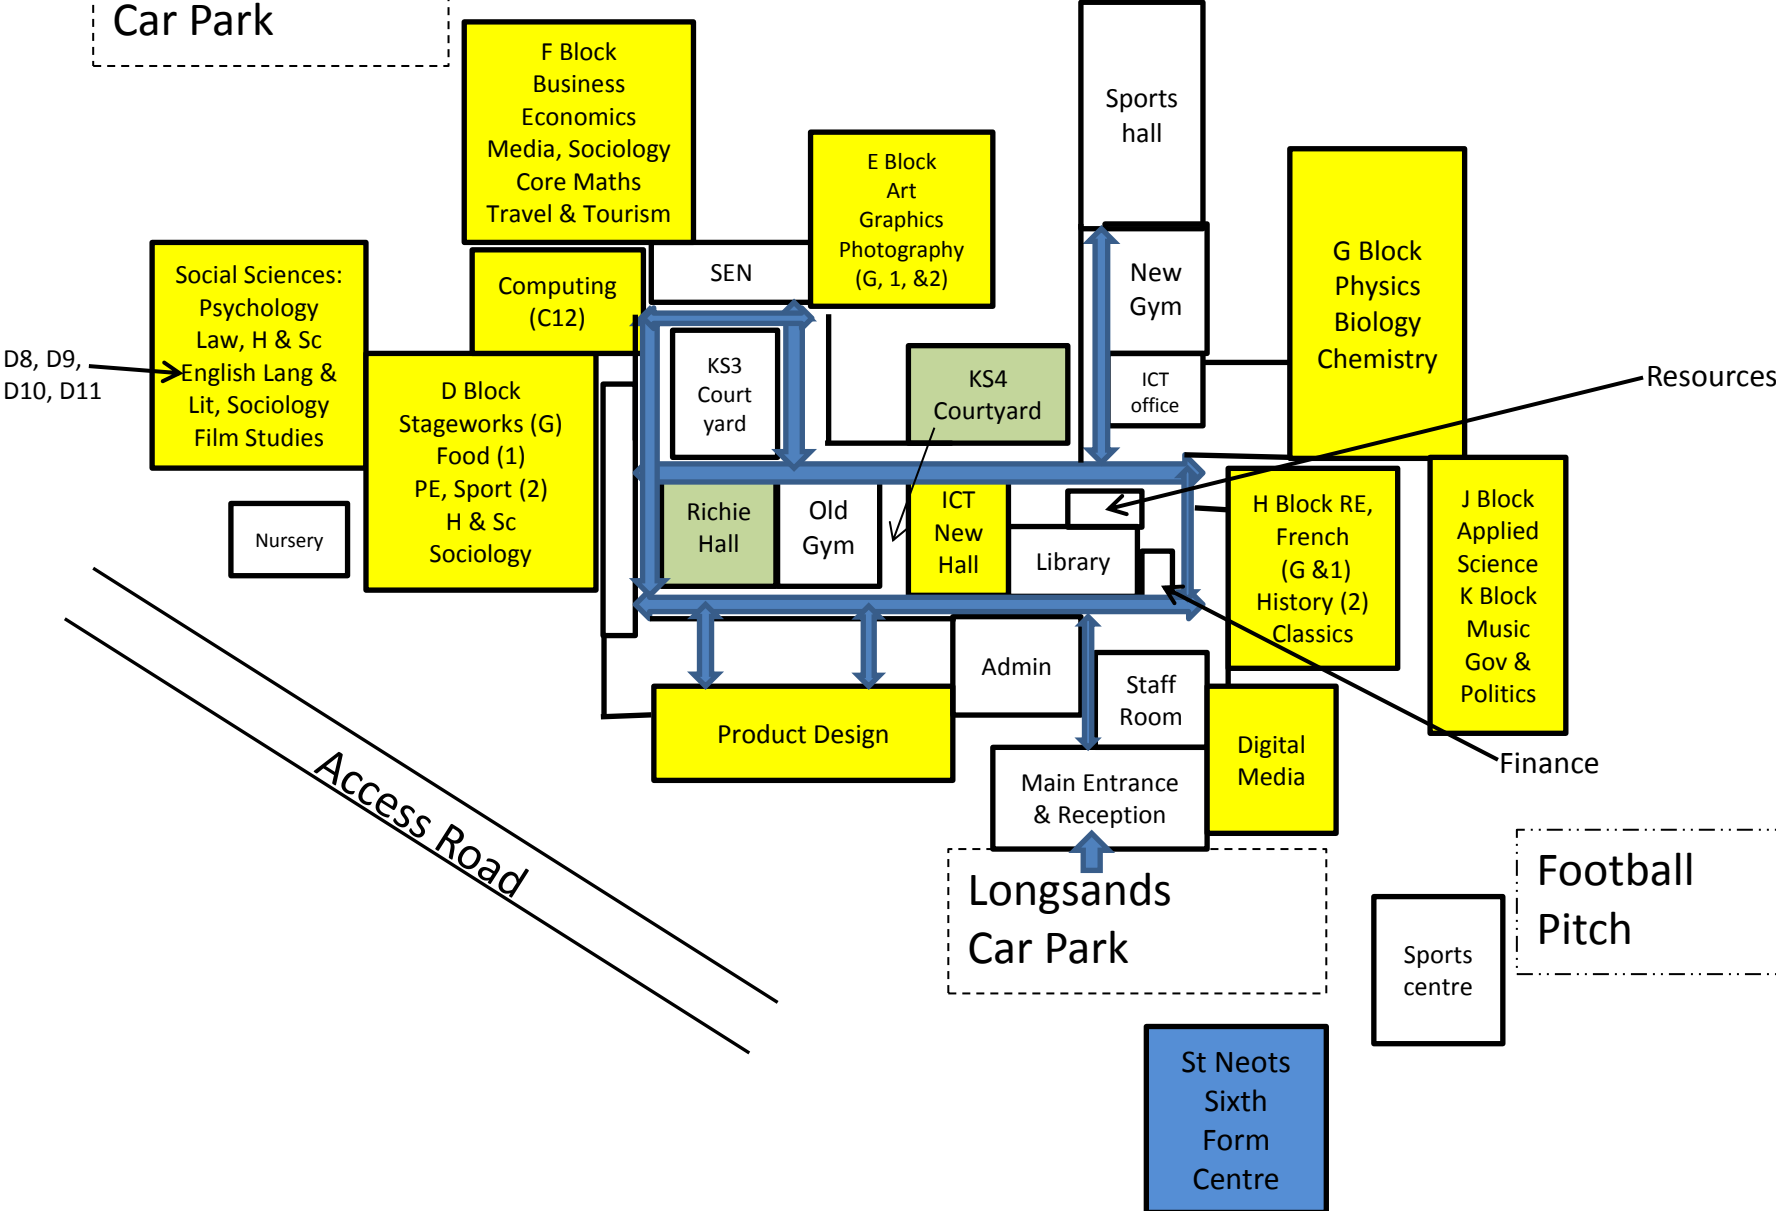 Car Park
F Block
Business
Economics
Media, Sociology
Core Maths
Travel & Tourism
Sports
hall
E Block
Art
Graphics
Photography
(G, 1, &2)
G Block
Physics
Biology
Chemistry
Social Sciences:
Psychology
Law, H & Sc
English Lang &
Lit, Sociology
Film Studies
Computing
(C12)
SEN
New
Gym
D8, D9,
D10, D11
D Block
Stageworks (G)
Food (1)
PE, Sport (2)
H & Sc
Sociology
KS3
Court
yard
KS4
Courtyard
ICT
office
Resources
Nursery
Richie
Hall
Old
Gym
ICT
New
Hall
Library
H Block RE,
French
(G &1)
History (2)
Classics
J Block
Applied
Science
K Block
Music
Gov &
Politics
Admin
Staff
Room
Product Design
Digital
Media
Finance
Main Entrance
& Reception
Access Road
Longsands
Car Park
Football
Pitch
Sports
centre
St Neots
Sixth
Form
Centre